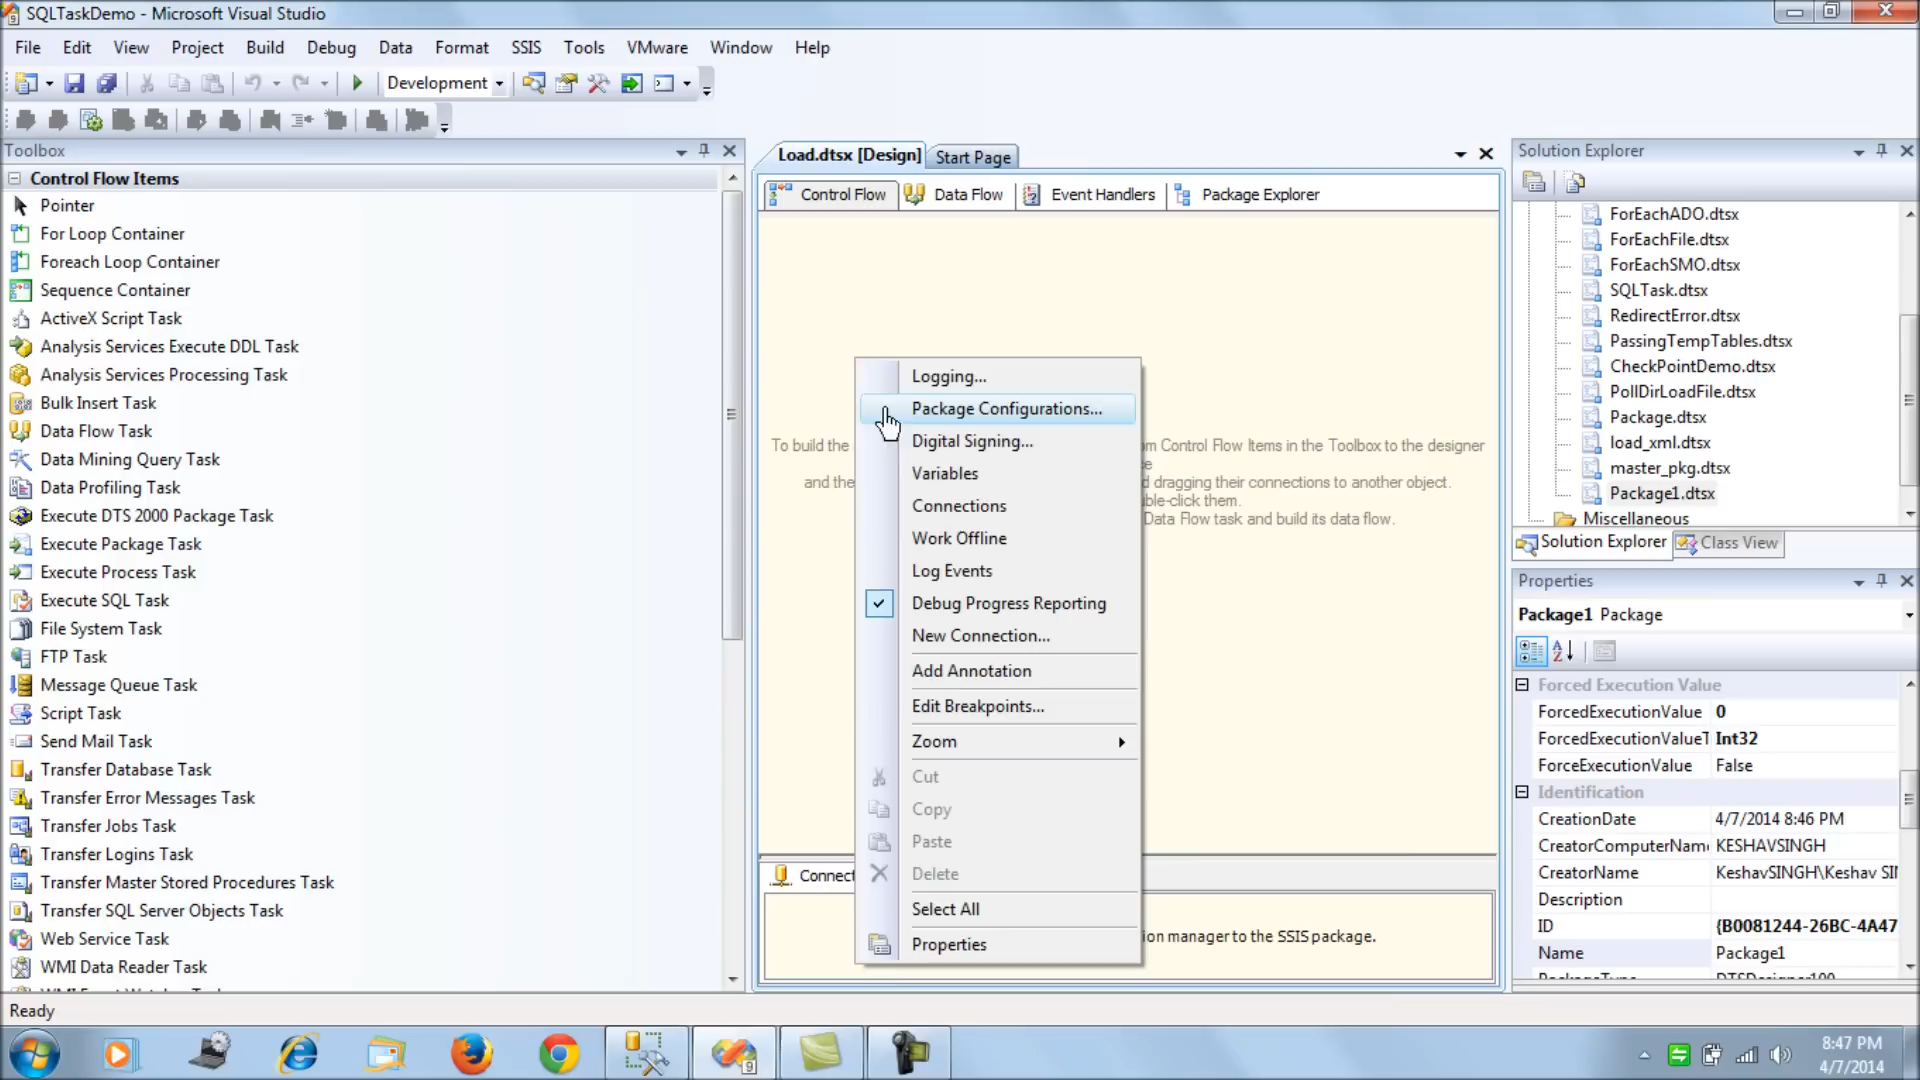 SQLTaskDemo - Microsoft Visual Studio
File Edit View Project Build Debug Data Format SSIS Tools VMware Window Help
Development
Toolbox
Control Flow Items
Pointer
For Loop Container
Foreach Loop Container
Sequence Container
ActiveX Script Task
Analysis Services Execute DDL Task
Analysis Services Processing Task
Bulk Insert Task
Data Flow Task
Data Mining Query Task
Data Profiling Task
Execute DTS 2000 Package Task
Execute Package Task
Execute Process Task
Execute SQL Task
File System Task
FTP Task
Message Queue Task
Script Task
Send Mail Task
Transfer Database Task
Transfer Error Messages Task
Transfer Jobs Task
Transfer Logins Task
Transfer Master Stored Procedures Task
Transfer SQL Server Objects Task
Web Service Task
WMI Data Reader Task
Load.dtsx [Design] Start Page
Control Flow Data Flow Event Handlers Package Explorer
To build the
om Control Flow Items in the Toolbox to the designer
and the
d dragging their connections to another object.
ble-click them.
Data Flow task and build its data flow.
Logging...
Package Configurations...
Digital Signing...
Variables
Connections
Work Offline
Log Events
Debug Progress Reporting
New Connection...
Add Annotation
Edit Breakpoints...
Zoom
Cut
Copy
Paste
Delete
Select All
Properties
Connect
ion manager to the SSIS package.
Solution Explorer
ForEachADO.dtsx
ForEachFile.dtsx
ForEachSMO.dtsx
SQLTask.dtsx
RedirectError.dtsx
PassingTempTables.dtsx
CheckPointDemo.dtsx
PollDirLoadFile.dtsx
Package.dtsx
load_xml.dtsx
master_pkg.dtsx
Package1.dtsx
Miscellaneous
Solution Explorer Class View
Properties
Package1 Package
Forced Execution Value
ForcedExecutionValue 0
ForcedExecutionValueT Int32
ForceExecutionValue False
Identification
CreationDate 4/7/2014 8:46 PM
CreatorComputerName KESHAVSINGH
CreatorName KeshavSINGH\Keshav SIN
Description
ID {B0081244-26BC-4A47
Name Package1
Ready
8:47 PM
4/7/2014